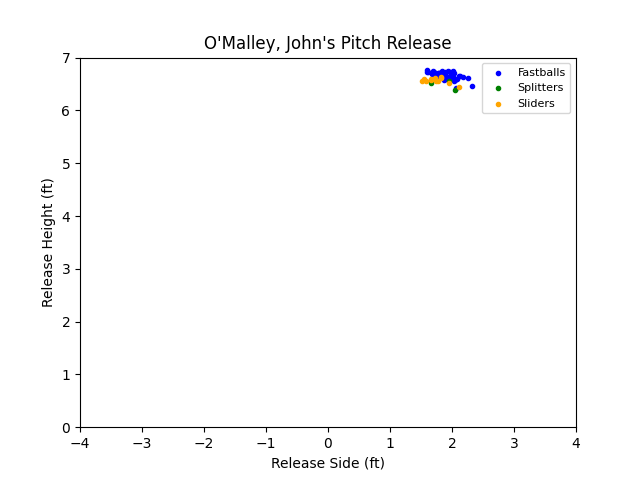 O'Malley, John's Pitch Release
Fastballs
Splitters
Sliders
Release Height (ft)
7
6
5
4
3
2
1
0
−4 −3 −2 −1 0 1 2 3 4
Release Side (ft)